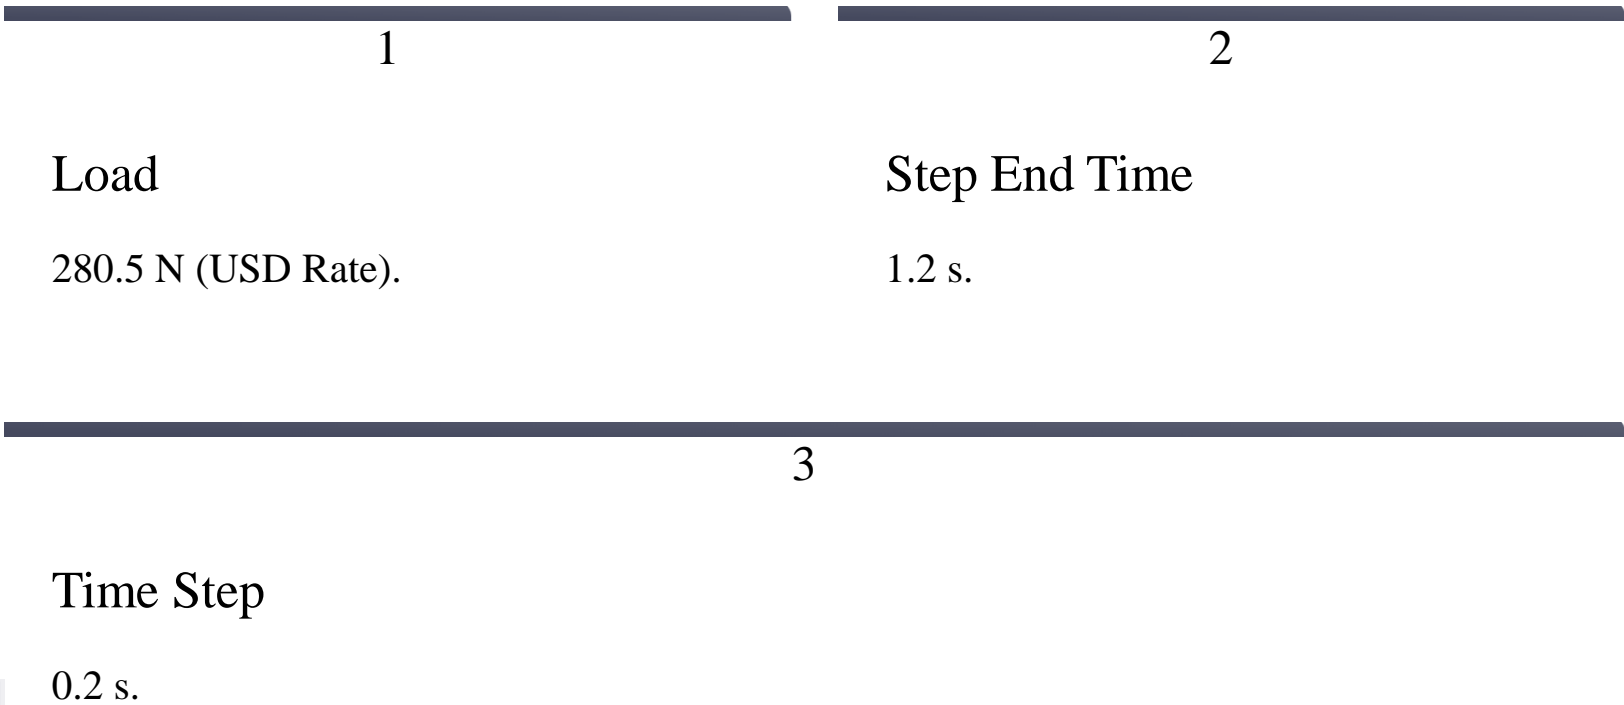 1
Load
280.5 N (USD Rate).
2
Step End Time
1.2 s.
3
Time Step
0.2 s.